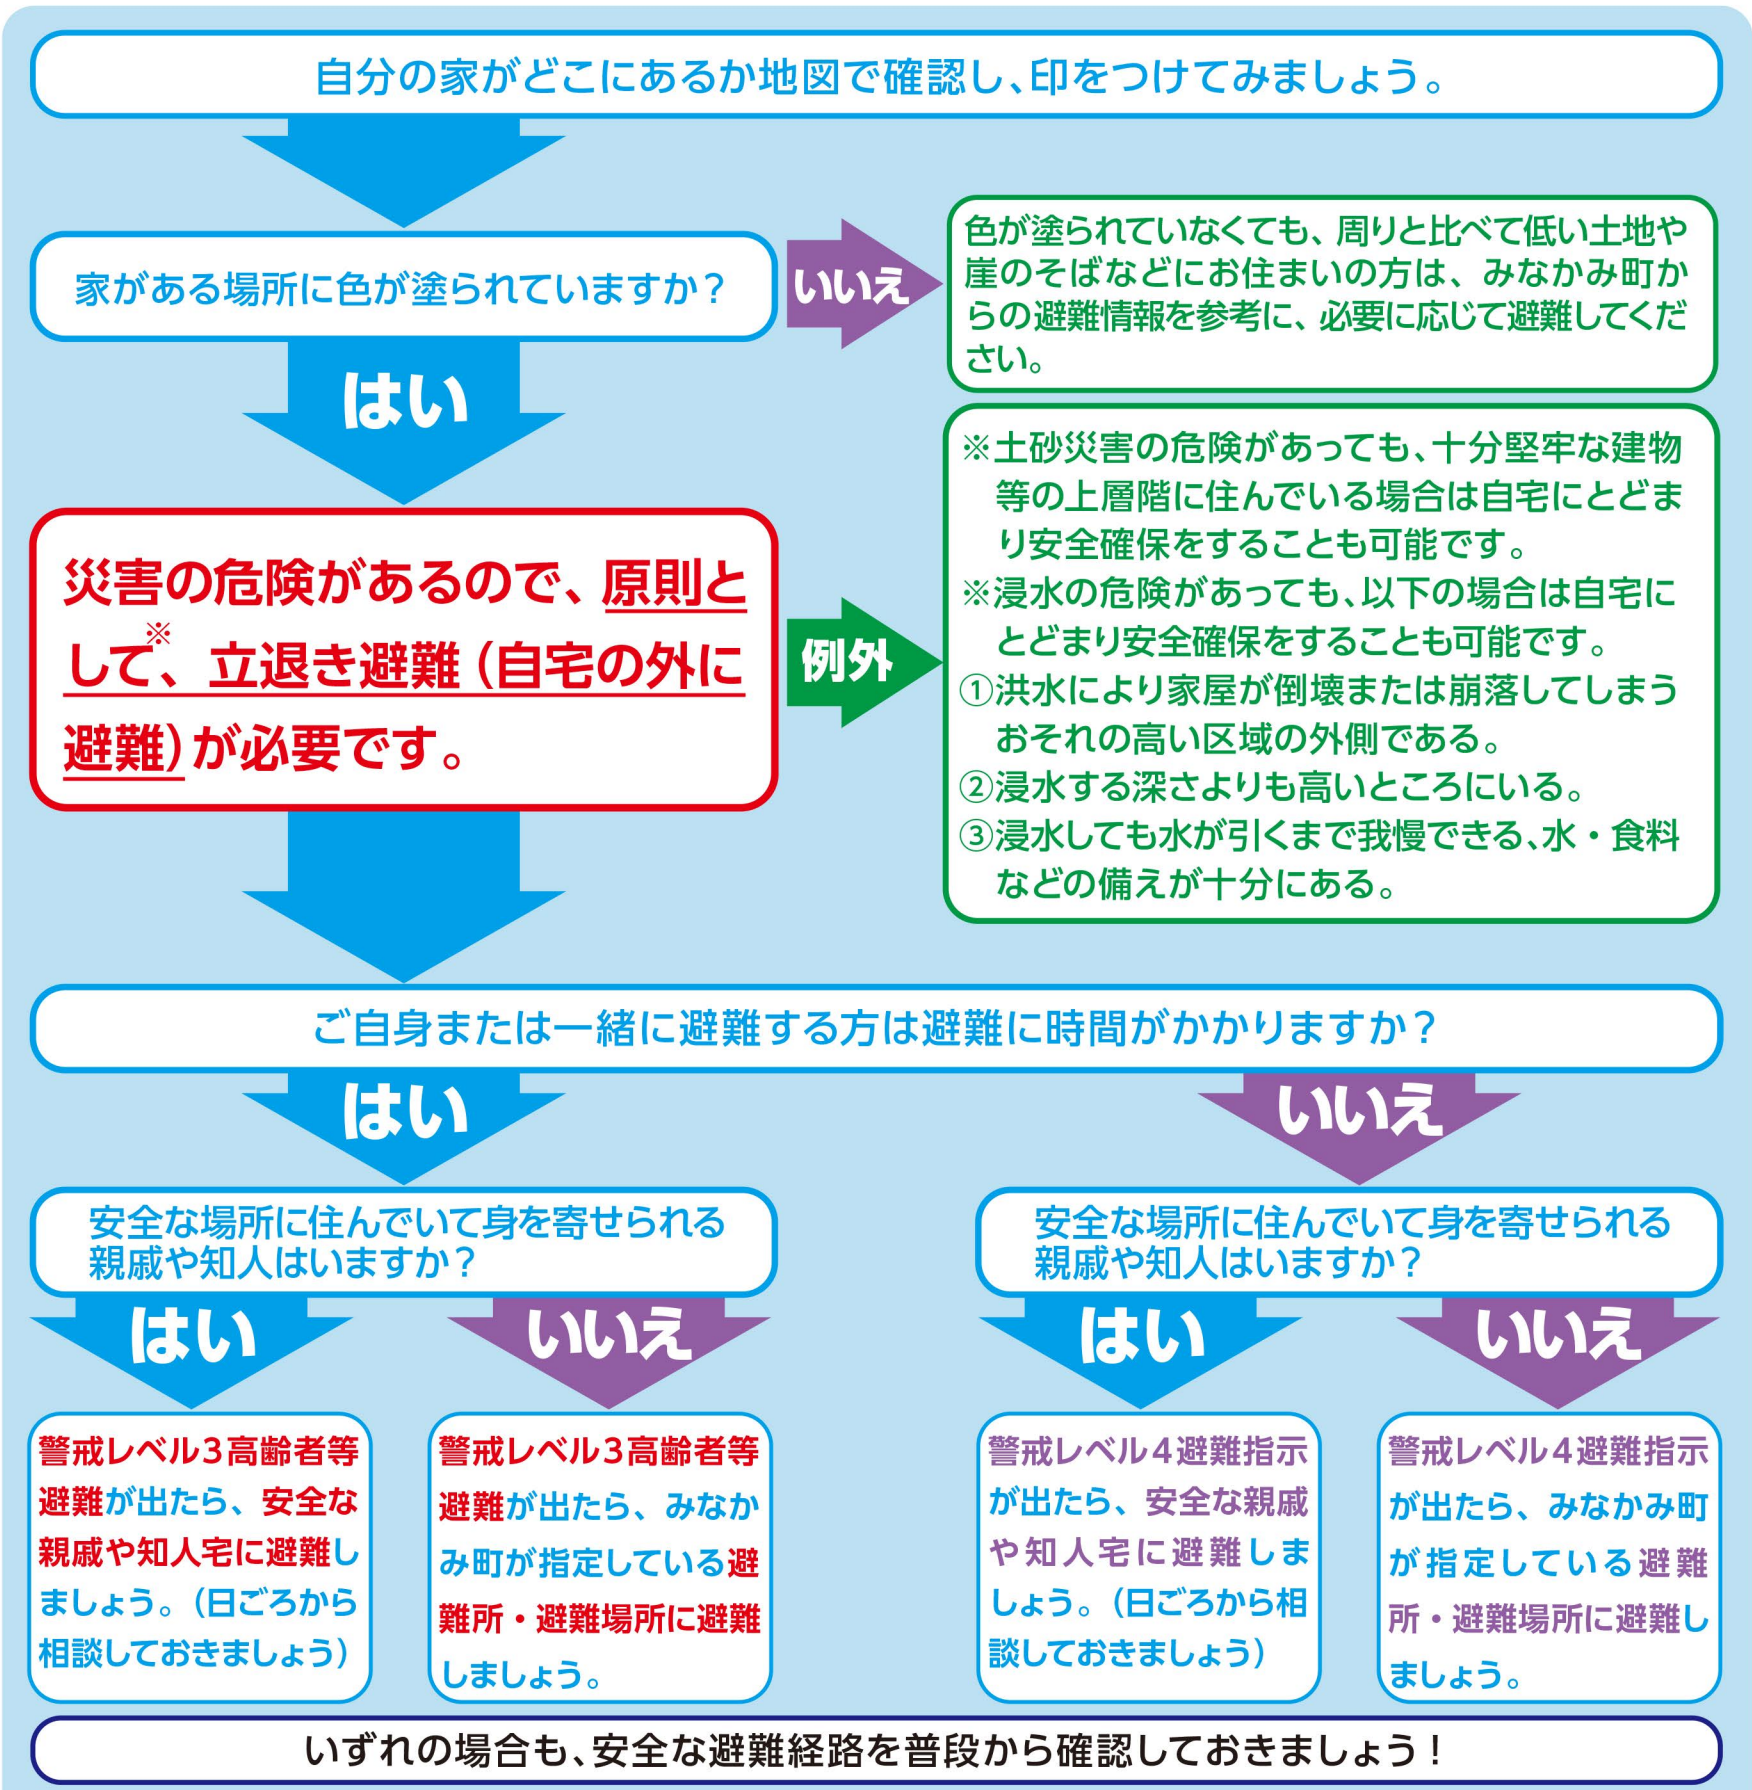 自分の家がどこにあるか地図で確認し、印をつけてみましょう。
家がある場所に色が塗られていますか？
いいえ
色が塗られていなくても、周りと比べて低い土地や
崖のそばなどにお住まいの方は、みなかみ町か
らの避難情報を参考に、必要に応じて避難してくだ
さい。
はい
災害の危険があるので、原則と
して※、立退き避難（自宅の外に
避難）が必要です。
例外
※土砂災害の危険があっても、十分堅牢な建物
等の上層階に住んでいる場合は自宅にとどま
り安全確保をすることも可能です。
※浸水の危険があっても、以下の場合は自宅に
とどまり安全確保をすることも可能です。
①洪水により家屋が倒壊または崩落してしまう
おそれの高い区域の外側である。
②浸水する深さよりも高いところにいる。
③浸水しても水が引くまで我慢できる、水・食料
などの備えが十分にある。
ご自身または一緒に避難する方は避難に時間がかかりますか？
はい
いいえ
安全な場所に住んでいて身を寄せられる
親戚や知人はいますか？
安全な場所に住んでいて身を寄せられる
親戚や知人はいますか？
はい
いいえ
はい
いいえ
警戒レベル3高齢者等
避難が出たら、安全な
親戚や知人宅に避難し
ましょう。（日ごろから
相談しておきましょう）
警戒レベル3高齢者等
避難が出たら、みなか
み町が指定している避
難所・避難場所に避難
しましょう。
警戒レベル4避難指示
が出たら、安全な親戚
や知人宅に避難しま
しょう。（日ごろから相
談しておきましょう）
警戒レベル4避難指示
が出たら、みなかみ町
が指定している避難
所・避難場所に避難し
ましょう。
いずれの場合も、安全な避難経路を普段から確認しておきましょう！